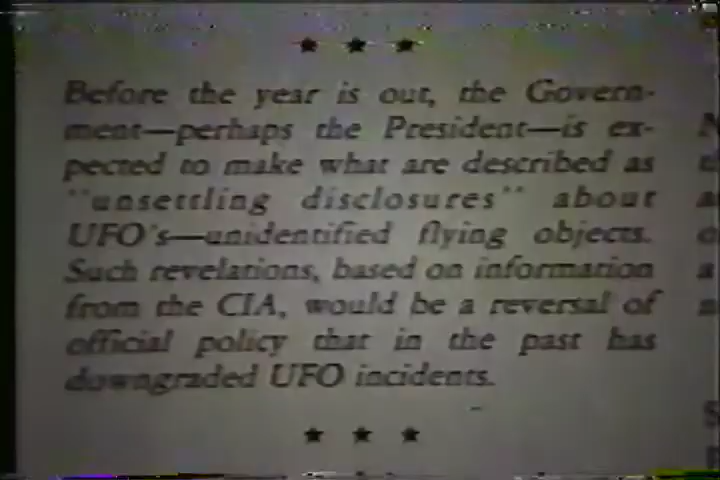 ★ ★ ★
Before the year is out, the Govern-
ment—perhaps the President—is ex-
pected to make what are described as
"unsettling disclosures" about
UFO's—unidentified flying objects.
Such revelations, based on information
from the CIA, would be a reversal of
official policy that in the past has
downgraded UFO incidents.
★ ★ ★